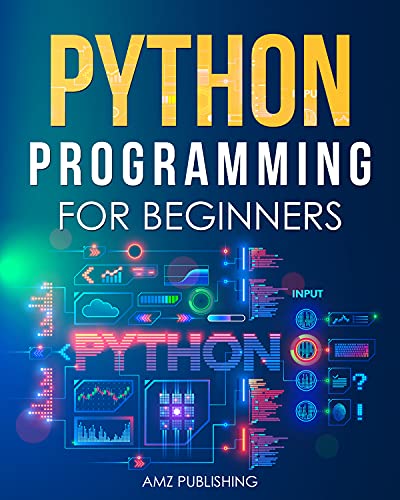 PYTHON
PROGRAMMING
FOR BEGINNERS
INPUT
PYTHON
?
!
AMZ PUBLISHING